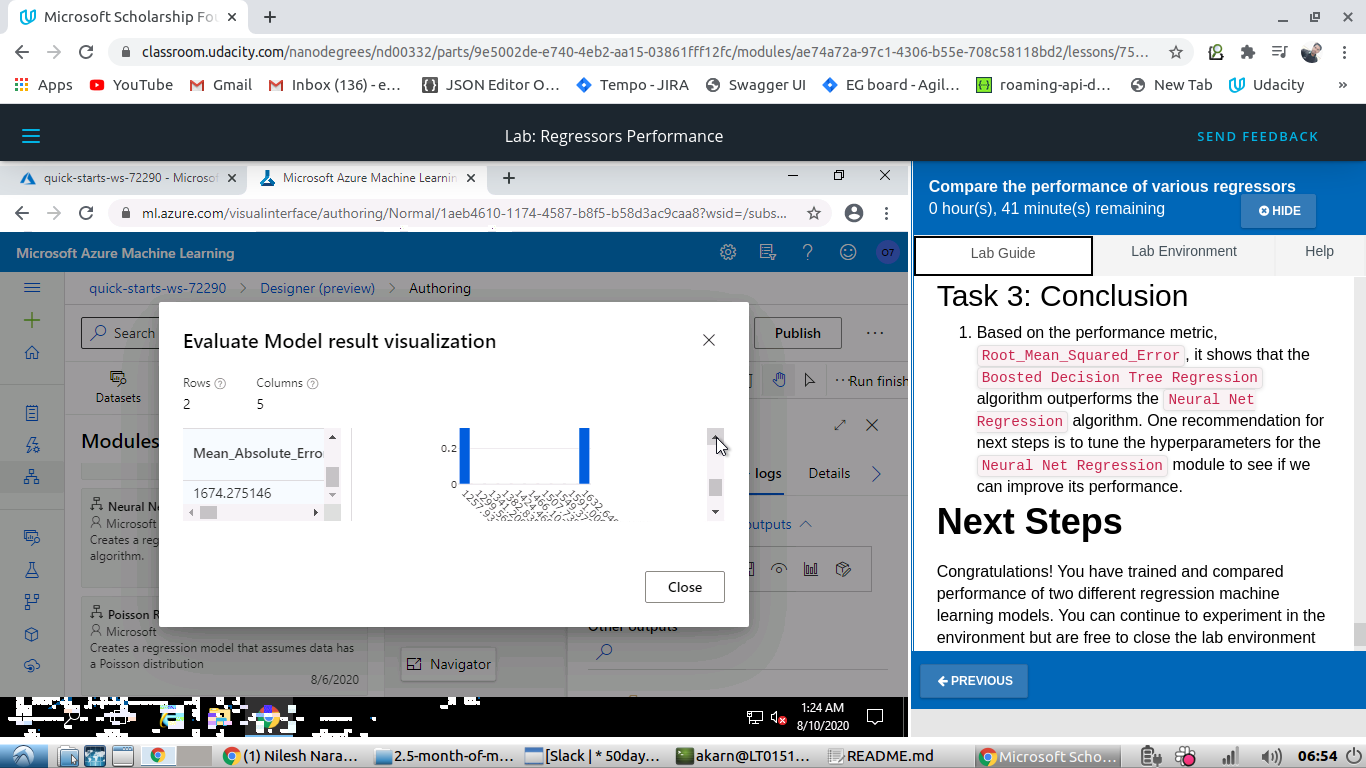 Microsoft Scholarship Fou
classroom.udacity.com/nanodegrees/nd00332/parts/9e5002de-e740-4eb2-aa15-03861fff12fc/modules/ae74a72a-97c1-4306-b55e-708c58118bd2/lessons/75...
Apps YouTube Gmail Inbox (136) - e... JSON Editor O... Tempo - JIRA Swagger UI EG board - Agil... roaming-api-d... New Tab Udacity »
Lab: Regressors Performance
SEND FEEDBACK
quick-starts-ws-72290 - Microso
Microsoft Azure Machine Learnin
ml.azure.com/visualinterface/authoring/Normal/1aeb4610-1174-4587-b8f5-b58d3ac9caa8?wsid=/subs...
Microsoft Azure Machine Learning
O7
quick-starts-ws-72290 > Designer (preview) > Authoring
Search
Publish
Datasets
Run finish
Modules
logs
Details
Neural Ne
Microsoft
Creates a reg
algorithm.
outputs
Poisson R
Microsoft
Creates a regression model that assumes data has
a Poisson distribution
8/6/2020
Navigator
Other outputs
Evaluate Model result visualization
Rows Columns
2 5
Mean_Absolute_Erro
1674.275146
0.2
0
Close
1:24 AM
8/10/2020
Compare the performance of various regressors
0 hour(s), 41 minute(s) remaining
HIDE
Lab Guide
Lab Environment
Help
Task 3: Conclusion
1. Based on the performance metric,
Root_Mean_Squared_Error, it shows that the
Boosted Decision Tree Regression
algorithm outperforms the Neural Net
Regression algorithm. One recommendation for
next steps is to tune the hyperparameters for the
Neural Net Regression module to see if we
can improve its performance.
Next Steps
Congratulations! You have trained and compared
performance of two different regression machine
learning models. You can continue to experiment in the
environment but are free to close the lab environment
PREVIOUS
(1) Nilesh Nara...
2.5-month-of-m...
[Slack | * 50day...
akarn@LT0151...
README.md
Microsoft Scho...
06:54